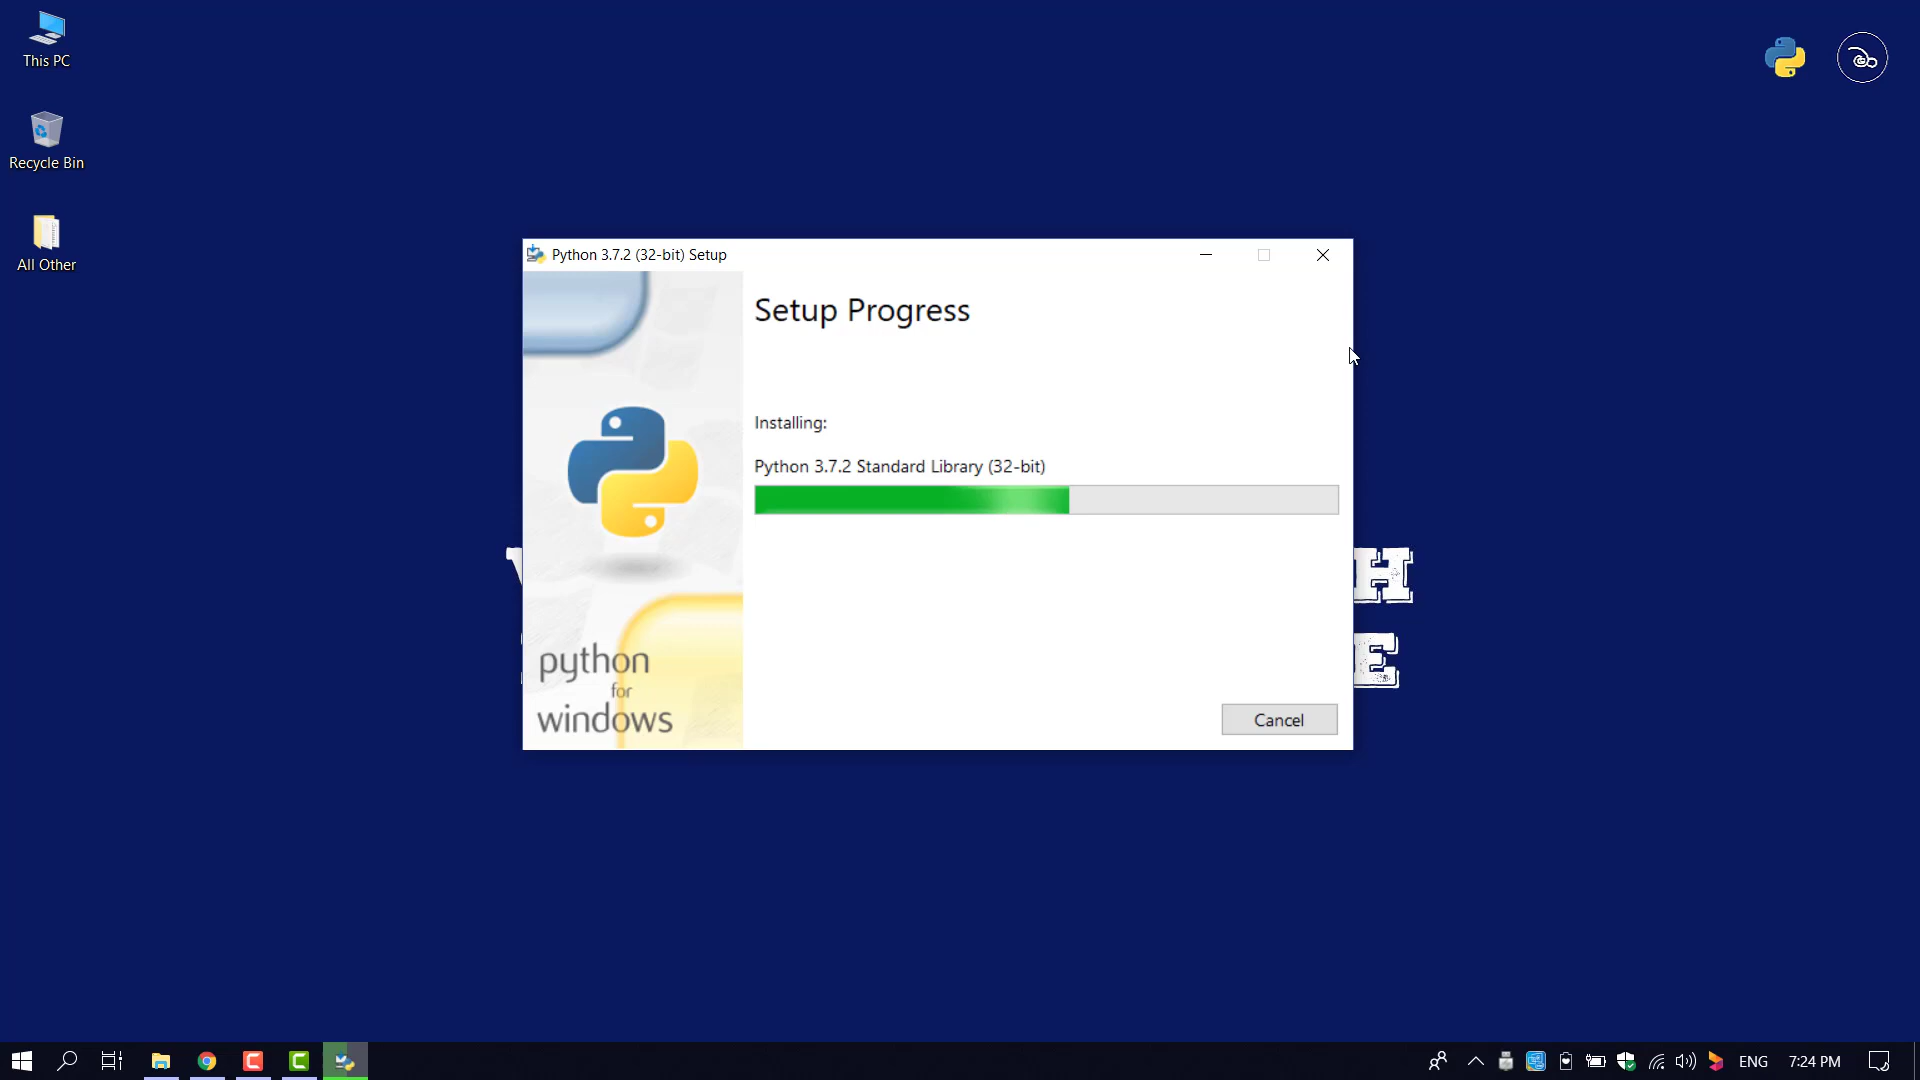 This PC
Recycle Bin
All Other
Python 3.7.2 (32-bit) Setup
Setup Progress
Installing:
Python 3.7.2 Standard Library (32-bit)
python
for
windows
Cancel
H
E
ENG
7:24 PM